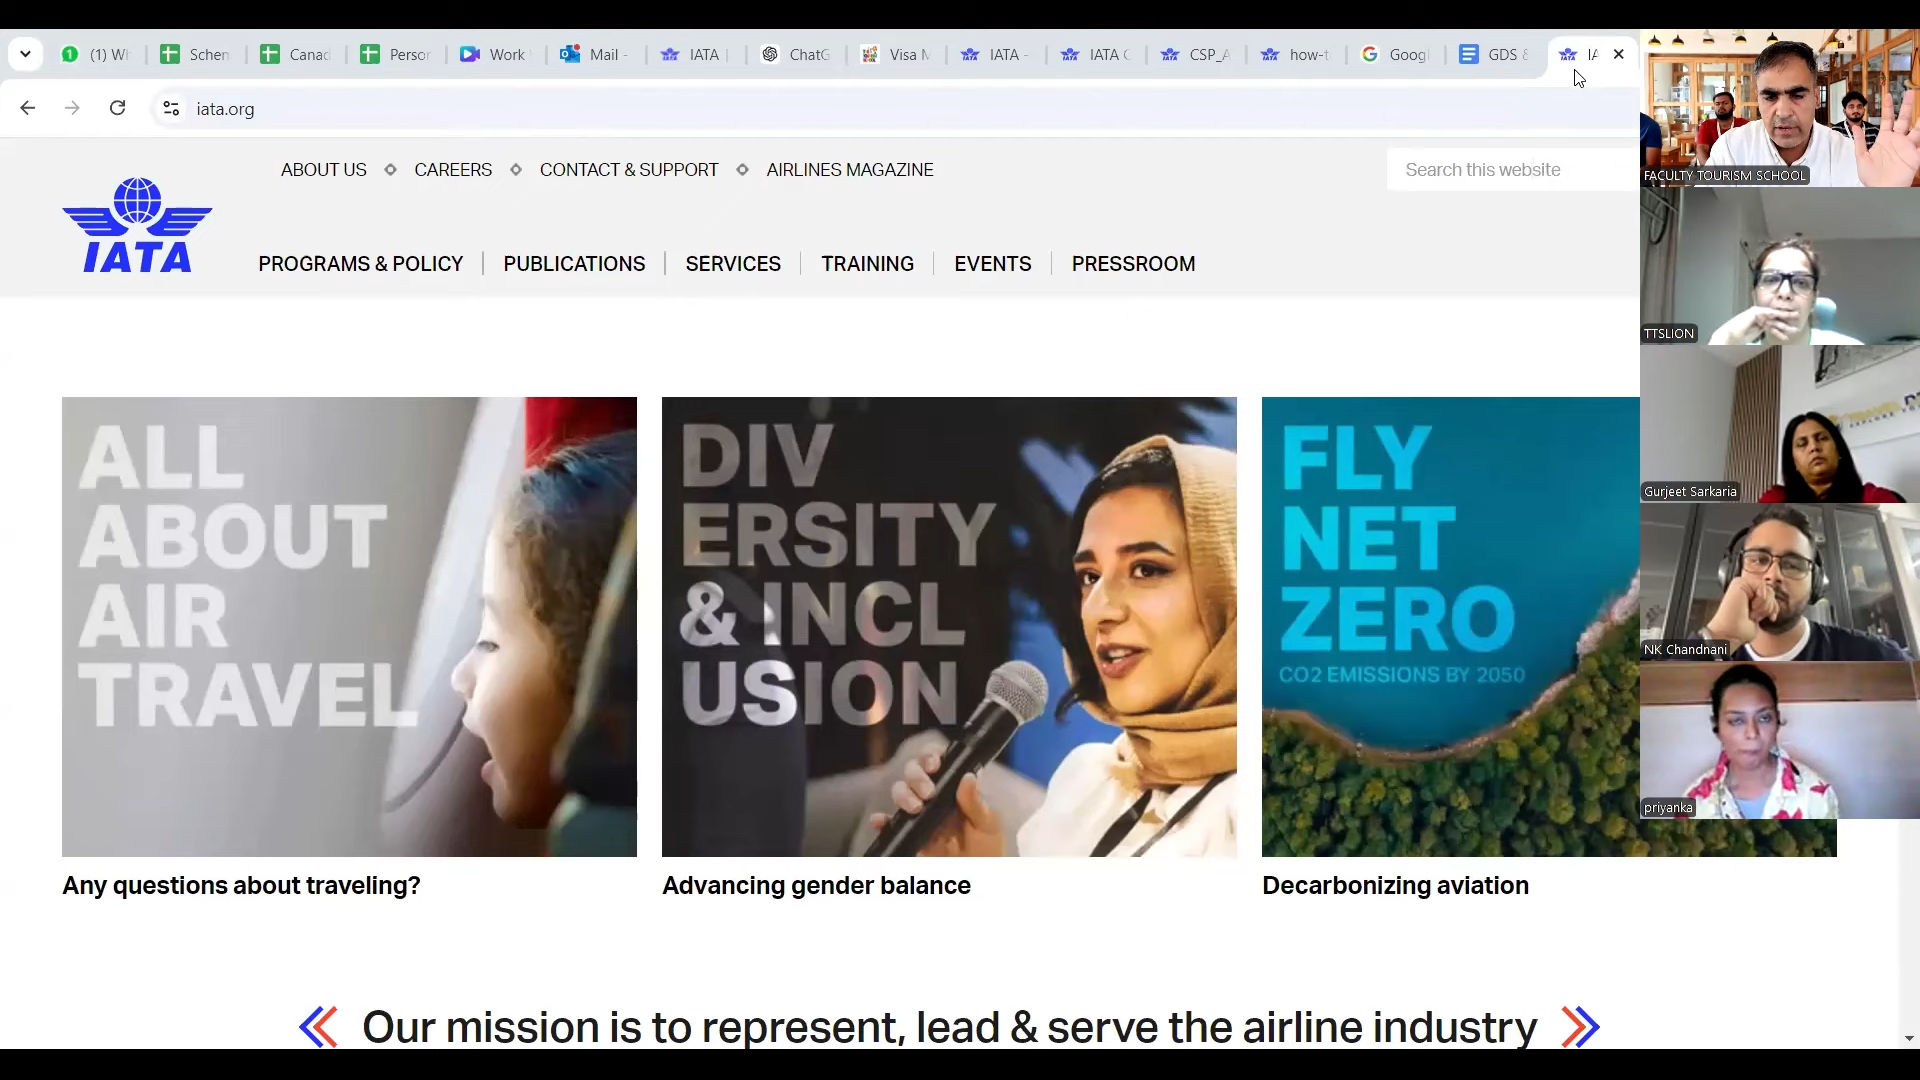 (1) Wh
Schen
Canad
Person
Work
Mail -
IATA |
ChatG
Visa M
IATA -
IATA C
CSP_A
how-t
Googl
GDS &
IA
iata.org
ABOUT US
CAREERS
CONTACT & SUPPORT
AIRLINES MAGAZINE
Search this website
IATA
PROGRAMS & POLICY
PUBLICATIONS
SERVICES
TRAINING
EVENTS
PRESSROOM
ALL
ABOUT
AIR
TRAVEL
DIV
ERSITY
& INCL
USION
FLY
NET
ZERO
CO2 EMISSIONS BY 2050
Any questions about traveling?
Advancing gender balance
Decarbonizing aviation
Our mission is to represent, lead & serve the airline industry
FACULTY TOURISM SCHOOL
TTSLION
Gurjeet Sarkaria
NK Chandnani
priyanka